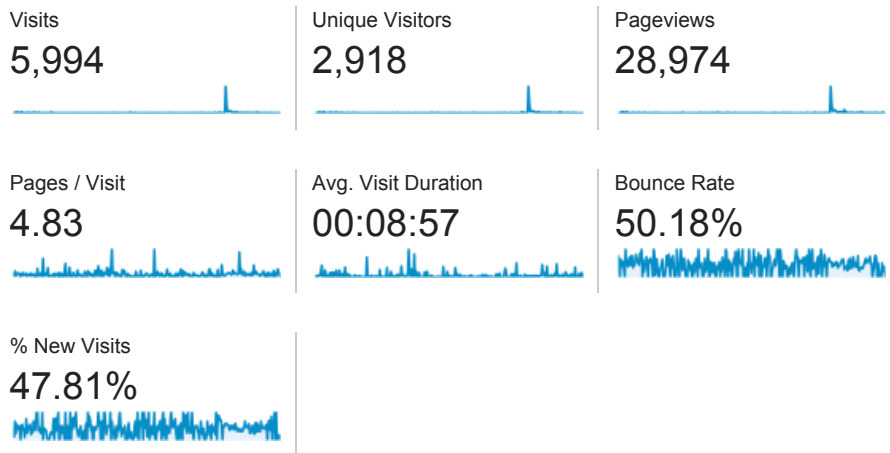 Visits
5,994
Unique Visitors
2,918
Pageviews
28,974
Pages / Visit
4.83
Avg. Visit Duration
00:08:57
Bounce Rate
50.18%
% New Visits
47.81%